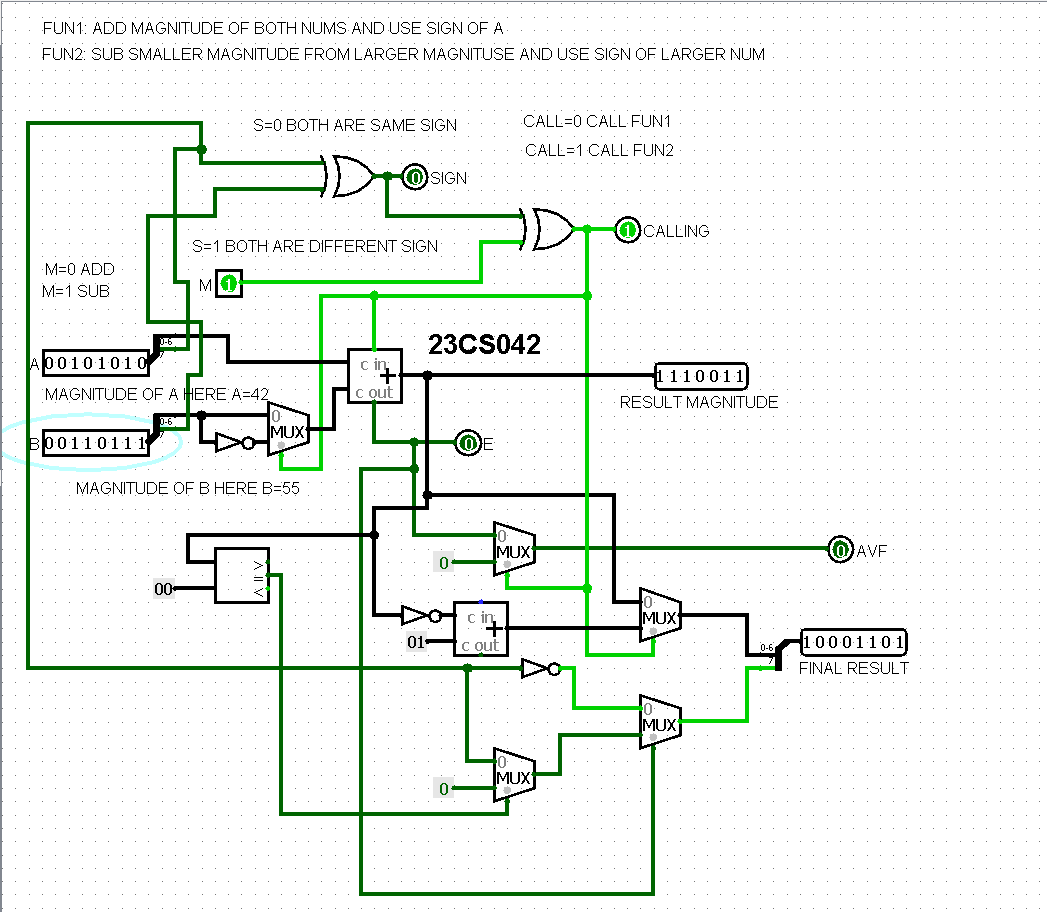 FUN1: ADD MAGNITUDE OF BOTH NUMS AND USE SIGN OF A
FUN2: SUB SMALLER MAGNITUDE FROM LARGER MAGNITUSE AND USE SIGN OF LARGER NUM
S=0 BOTH ARE SAME SIGN
CALL=0 CALL FUN1
CALL=1 CALL FUN2
0 SIGN
1 CALLING
S=1 BOTH ARE DIFFERENT SIGN
M=0 ADD
M=1 SUB
M 1
23CS042
0-6
7
A 00101010
c in
+
c out
1110011
RESULT MAGNITUDE
MAGNITUDE OF A HERE A=42
0-6
7
B 00110111
0
MUX
0 E
MAGNITUDE OF B HERE B=55
0
MUX
0
0 AVF
>
=
<
00
c in
+
c out
01
0
MUX
0-6
7
10001101
FINAL RESULT
0
MUX
0
MUX
0